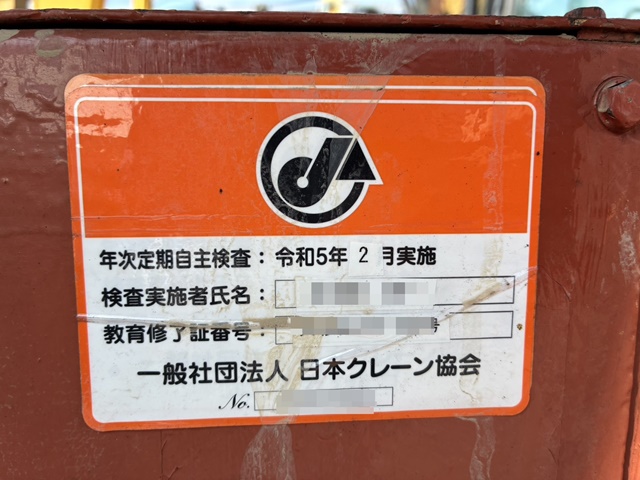 年次定期自主検査：令和5年 2月実施
検査実施者氏名：
教育修了証番号： 号
一般社団法人 日本クレーン協会
No.